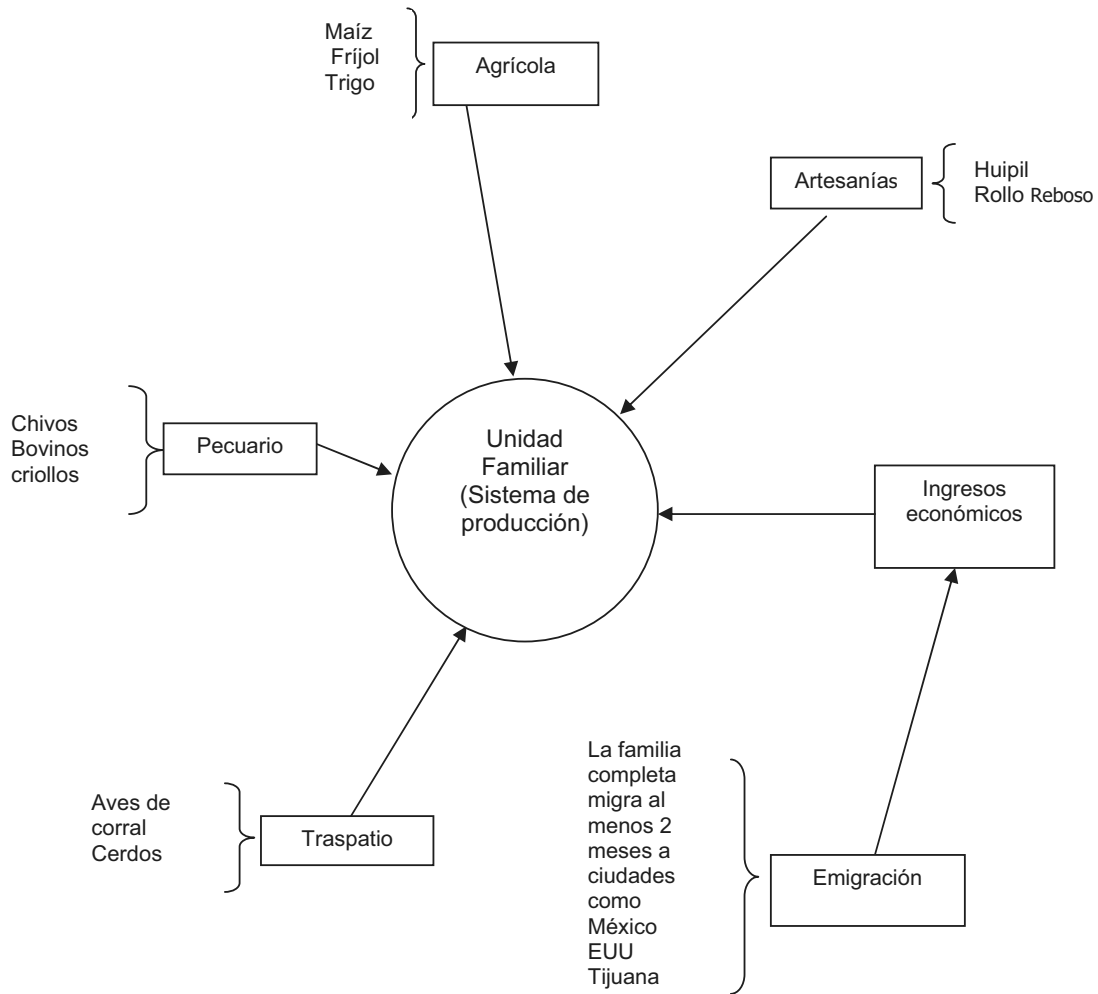 Maíz
Fríjol
Trigo
Agrícola
Artesanías
Huipil
Rollo Reboso
Chivos
Bovinos
criollos
Pecuario
Unidad
Familiar
(Sistema de
producción)
Ingresos
económicos
Aves de
corral
Cerdos
Traspatio
La familia
completa
migra al
menos 2
meses a
ciudades
como
México
EUU
Tijuana
Emigración